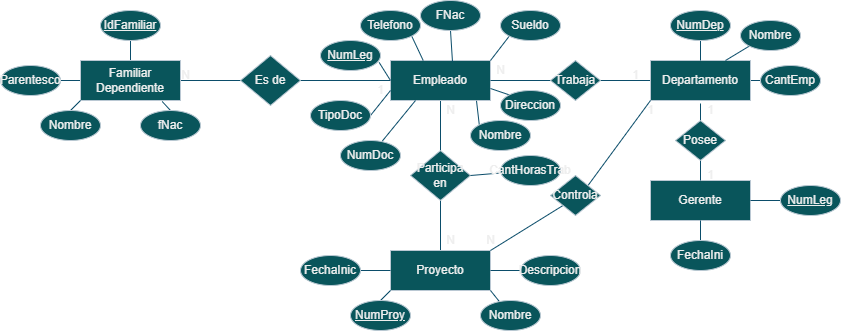 IdFamiliar
Telefono
FNac
Sueldo
NumDep
Nombre
NumLeg
Parentesco
Familiar
Dependiente
N
Es de
1
Empleado
N
Trabaja
1
Departamento
CantEmp
Nombre
fNac
TipoDoc
N
Direccion
Nombre
1
1
NumDoc
Posee
Participa
en
CantHorasTrab
Controla
1
Gerente
NumLeg
N
N
FechaIni
FechaInic
Proyecto
Descripcion
NumProy
Nombre